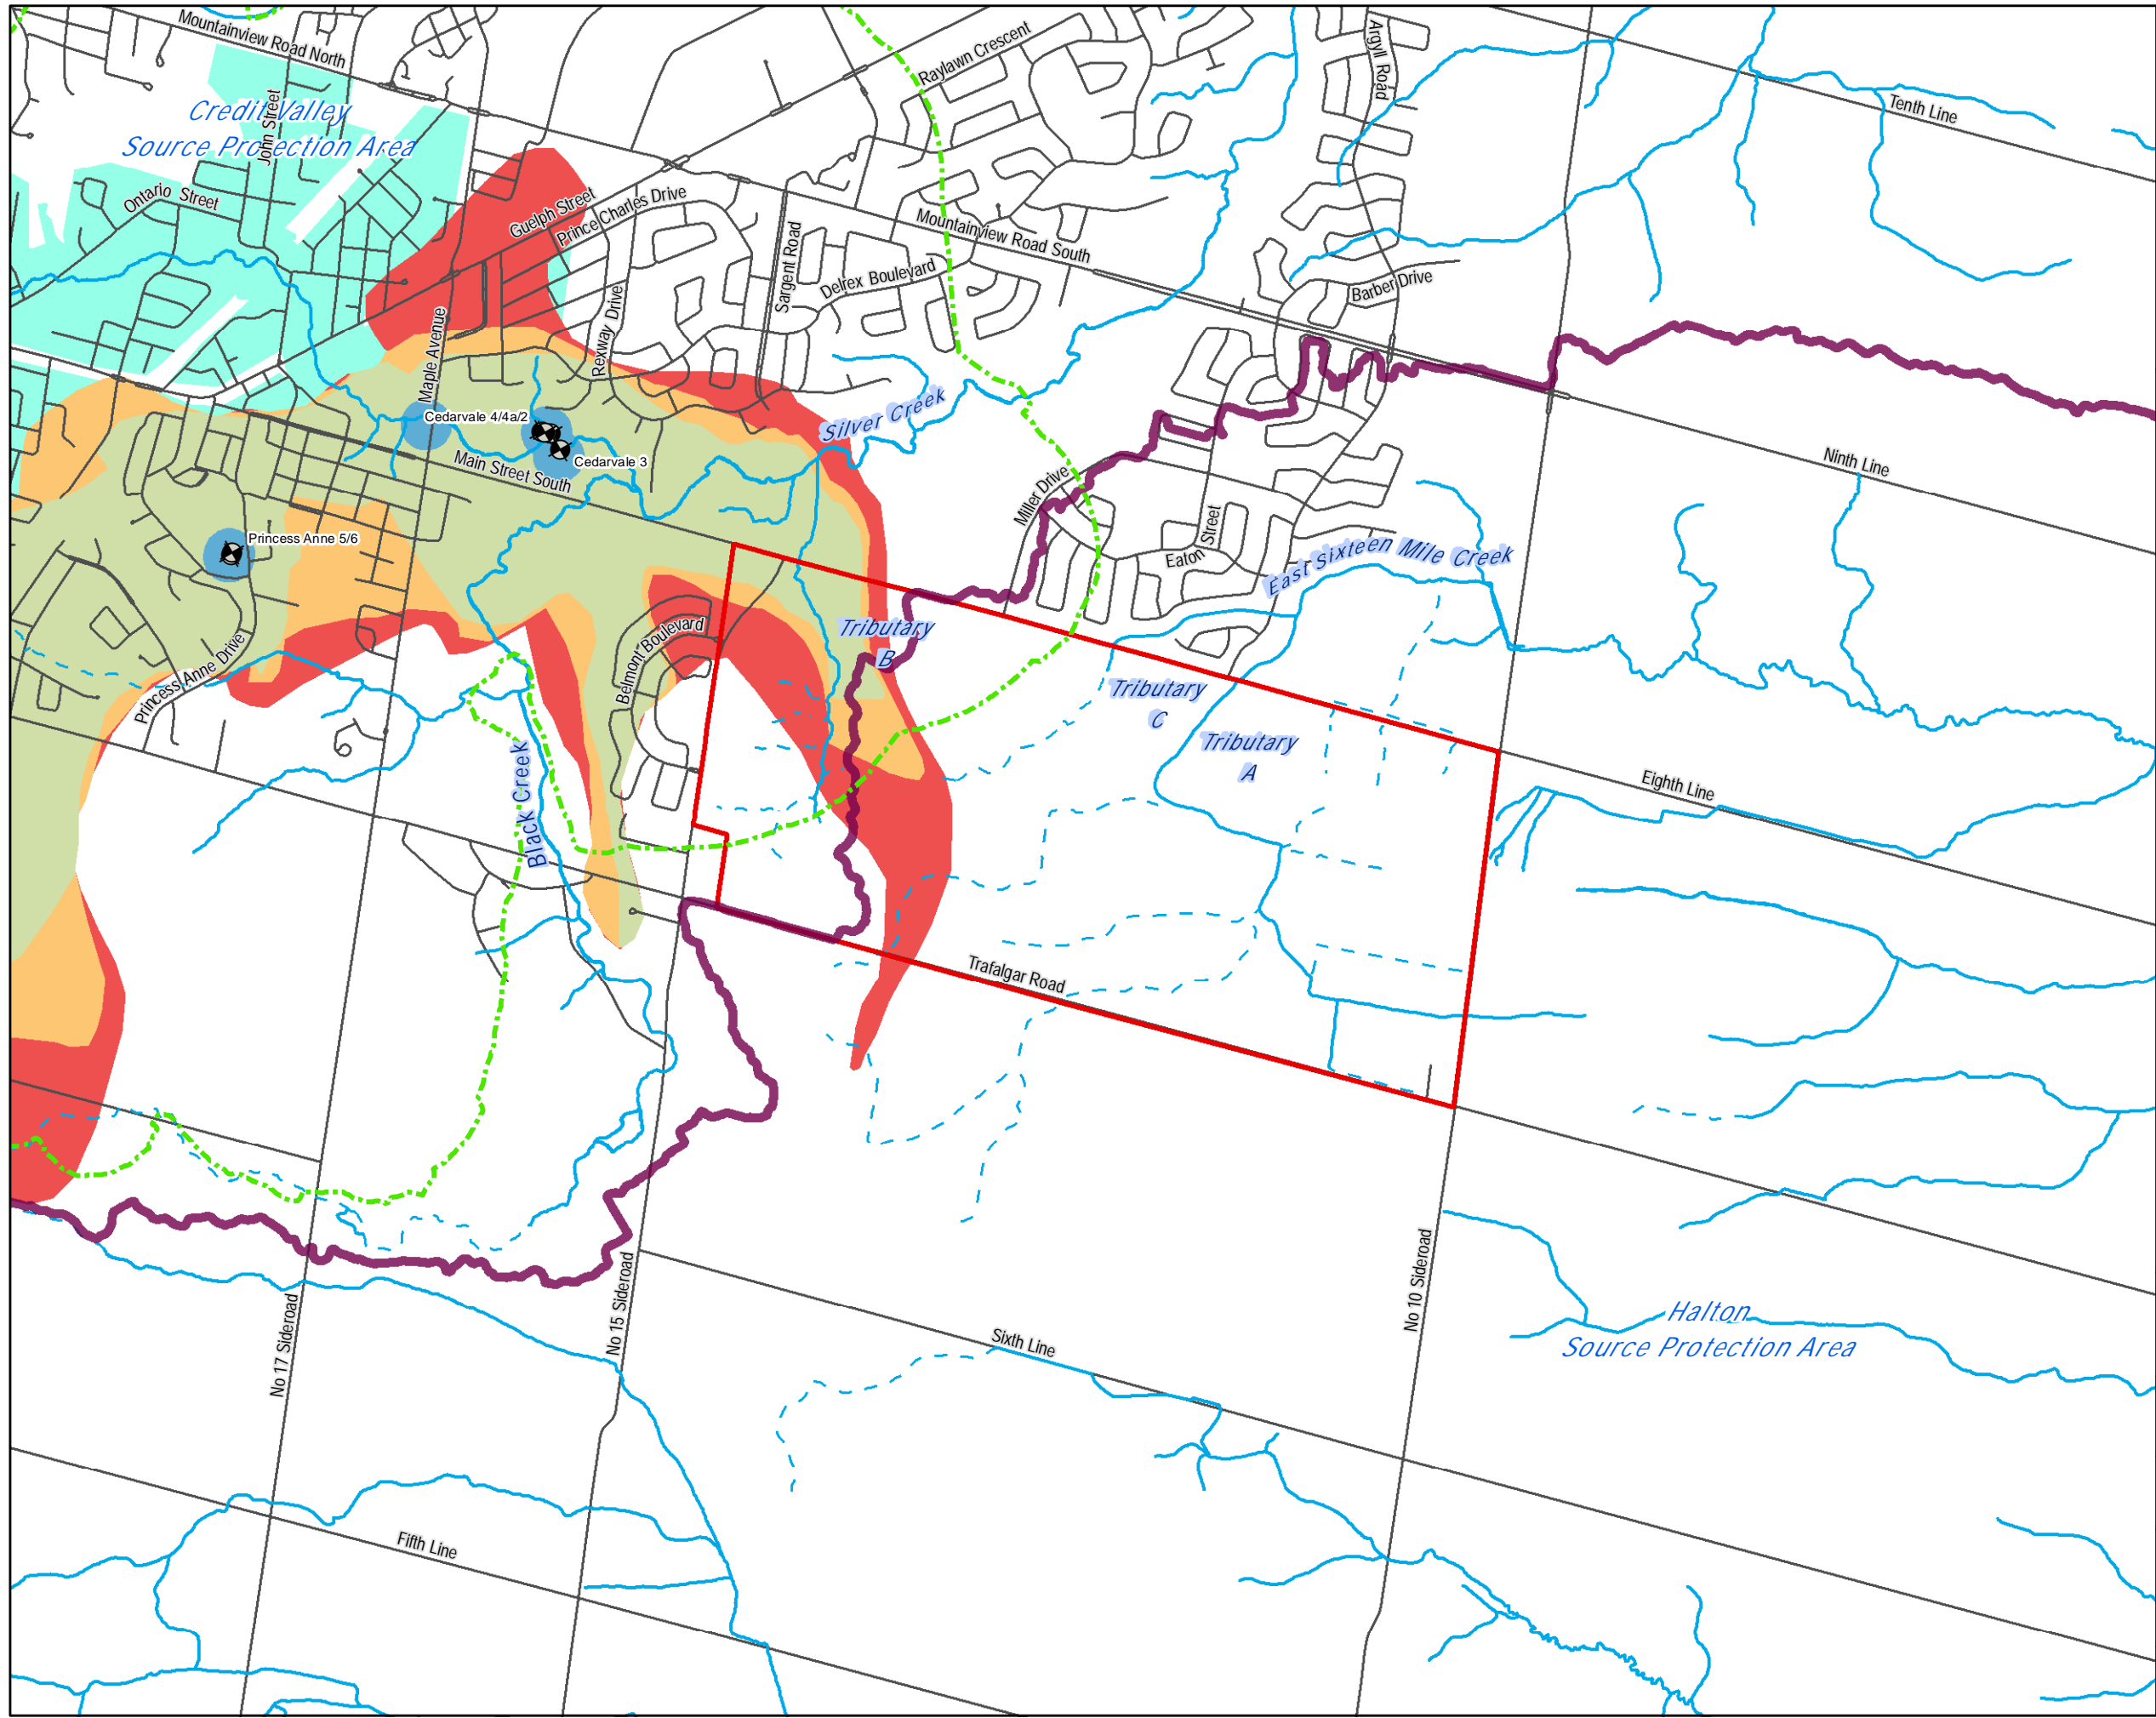 Mountainview Road North
Argyll Road
Raylawn Crescent
Tenth Line
Credit Valley
Source Protection Area
John Street
Ontario Street
Guelph Street
Prince Charles Drive
Mountainview Road South
Sargent Road
Delrex Boulevard
Barber Drive
Rexway Drive
Maple Avenue
Silver Creek
Cedarvale 4/4a/2
Cedarvale 3
Main Street South
Ninth Line
Miller Drive
Princess Anne 5/6
Eaton Street
East Sixteen Mile Creek
Tributary
B
Belmont Boulevard
Princess Anne Drive
Tributary
C
Tributary
A
Black Creek
Eighth Line
Trafalgar Road
No 17 Sideroad
No 15 Sideroad
No 10 Sideroad
Sixth Line
Halton
Source Protection Area
Fifth Line